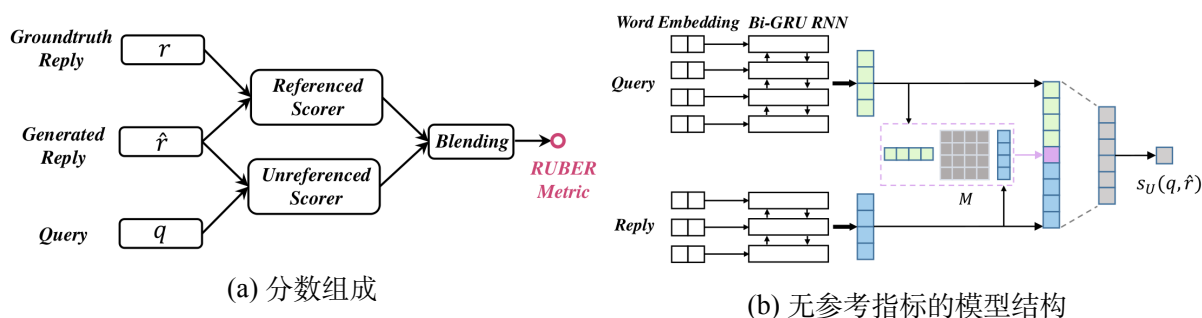 Groundtruth
Reply
r
Referenced
Scorer
Generated
Reply
r̂
Blending
RUBER
Metric
Unreferenced
Scorer
Query
q
(a) 分数组成
Word Embedding Bi-GRU RNN
Query
M
s_U(q, r̂)
Reply
(b) 无参考指标的模型结构